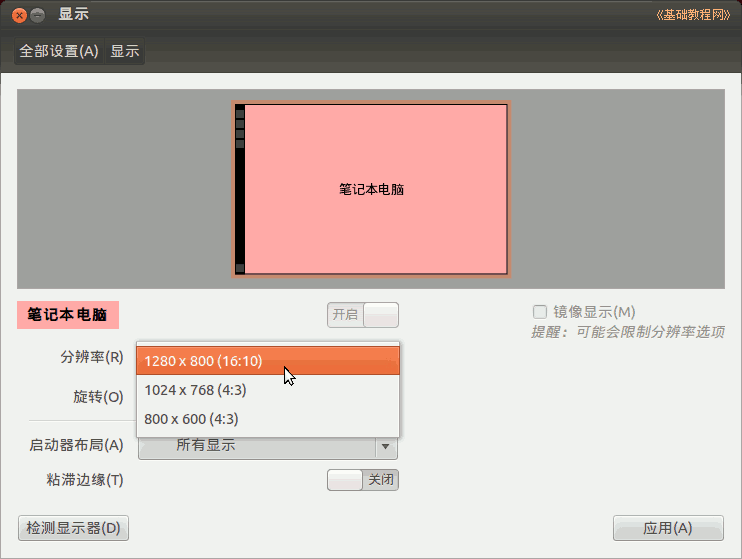 显示
《基础教程网》
全部设置(A) 显示
笔记本电脑
笔记本电脑
开启
镜像显示(M)
提醒：可能会限制分辨率选项
分辨率(R)
1280 x 800 (16:10)
1024 x 768 (4:3)
旋转(O)
800 x 600 (4:3)
启动器布局(A)
所有显示
粘滞边缘(T)
关闭
检测显示器(D)
应用(A)